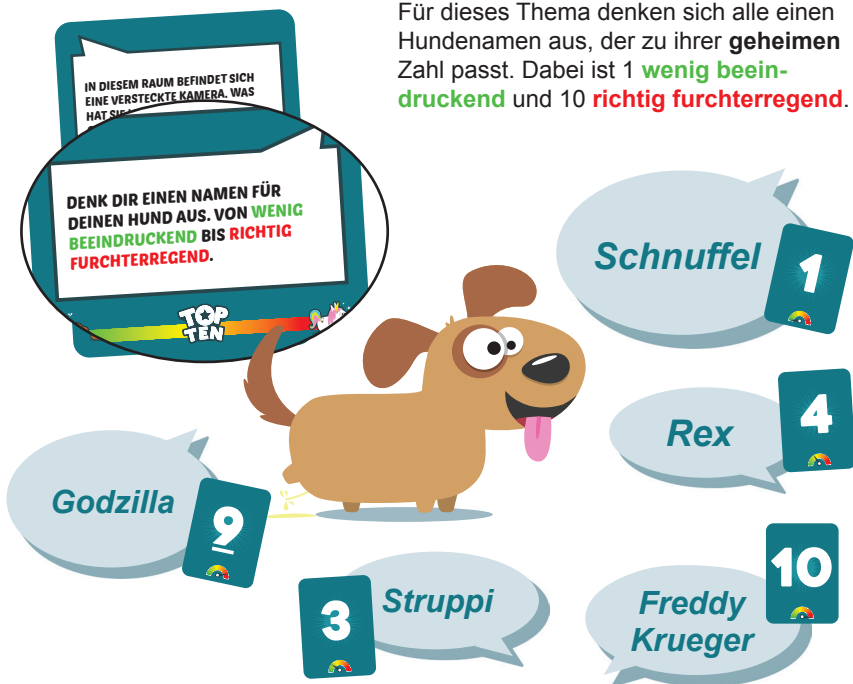 Für dieses Thema denken sich alle einen
Hundenamen aus, der zu ihrer geheimen
Zahl passt. Dabei ist 1 wenig beein-
druckend und 10 richtig furchterregend.
IN DIESEM RAUM BEFINDET SICH
EINE VERSTECKTE KAMERA. WAS
HAT SIE
DENK DIR EINEN NAMEN FÜR
DEINEN HUND AUS. VON WENIG
BEEINDRUCKEND BIS RICHTIG
FURCHTERREGEND.
TOP
TEN
Schnuffel
1
Rex
4
Godzilla
9
3
Struppi
Freddy
Krueger
10